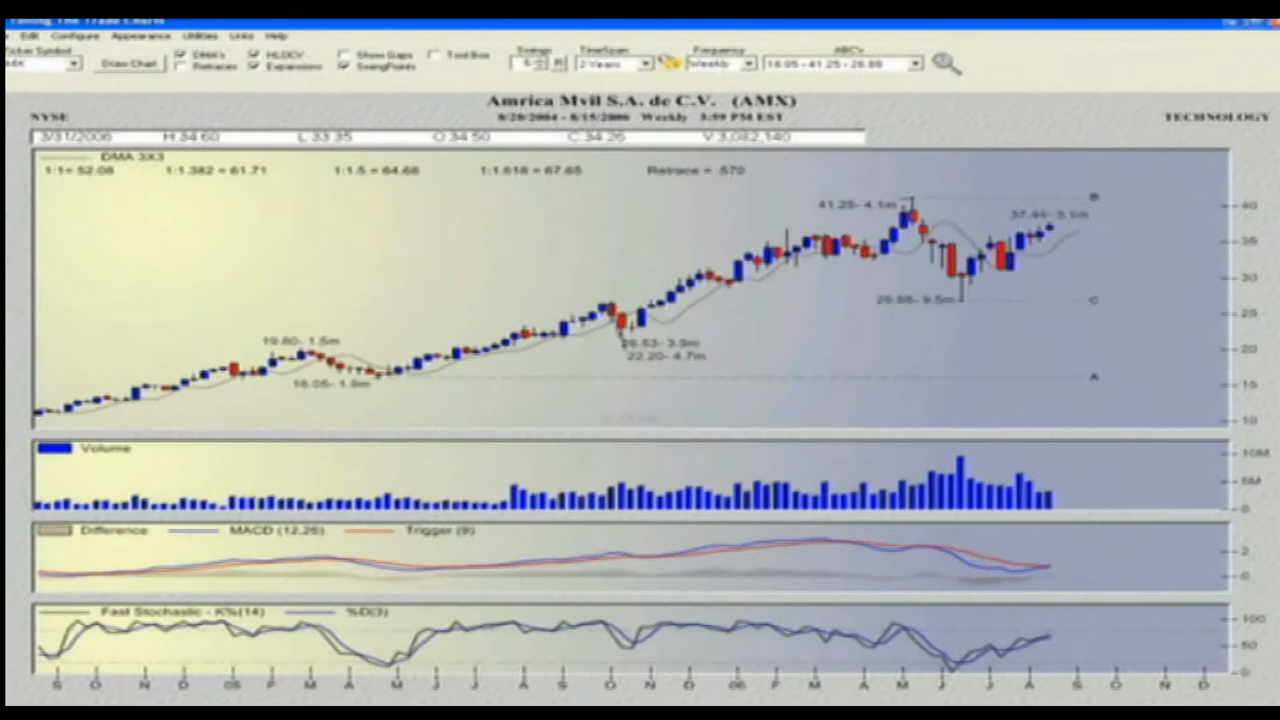 Timing The Trade Charts
Edit Configure Appearance Utilities Links Help
Ticker Symbol DMA's HLOCV Show Gaps Tool Box Swings TimeSpan Frequency ABC's
AMX Draw Chart Retraces Expansions SwingPoints 2 Years Weekly 16.05 - 41.25 - 26.88
Amrica Mvil S.A. de C.V. (AMX)
NYSE 8/20/2004 - 8/15/2006 Weekly 3:59 PM EST TECHNOLOGY
3/31/2006 H:34.60 L:33.35 O:34.50 C:34.26 V:3,082,140
DMA 3X3
1:1= 52.08 1:1.382 = 61.71 1:1.5 = 64.68 1:1.618 = 67.65 Retrace = .570
B
41.25- 4.1m 40
37.44- 3.1m
35
30
26.88- 9.5m C
25
19.80- 1.5m 26.53- 3.9m 20
22.20- 4.7m
16.05- 1.9m A
15
10
Volume 10M
5M
0
Difference MACD (12,26) Trigger (9)
2
0
Fast Stochastic - K%(14) %D(3) 100
50
0
S O N D 05 F M A M J J A S O N D 06 F M A M J J A S O N D